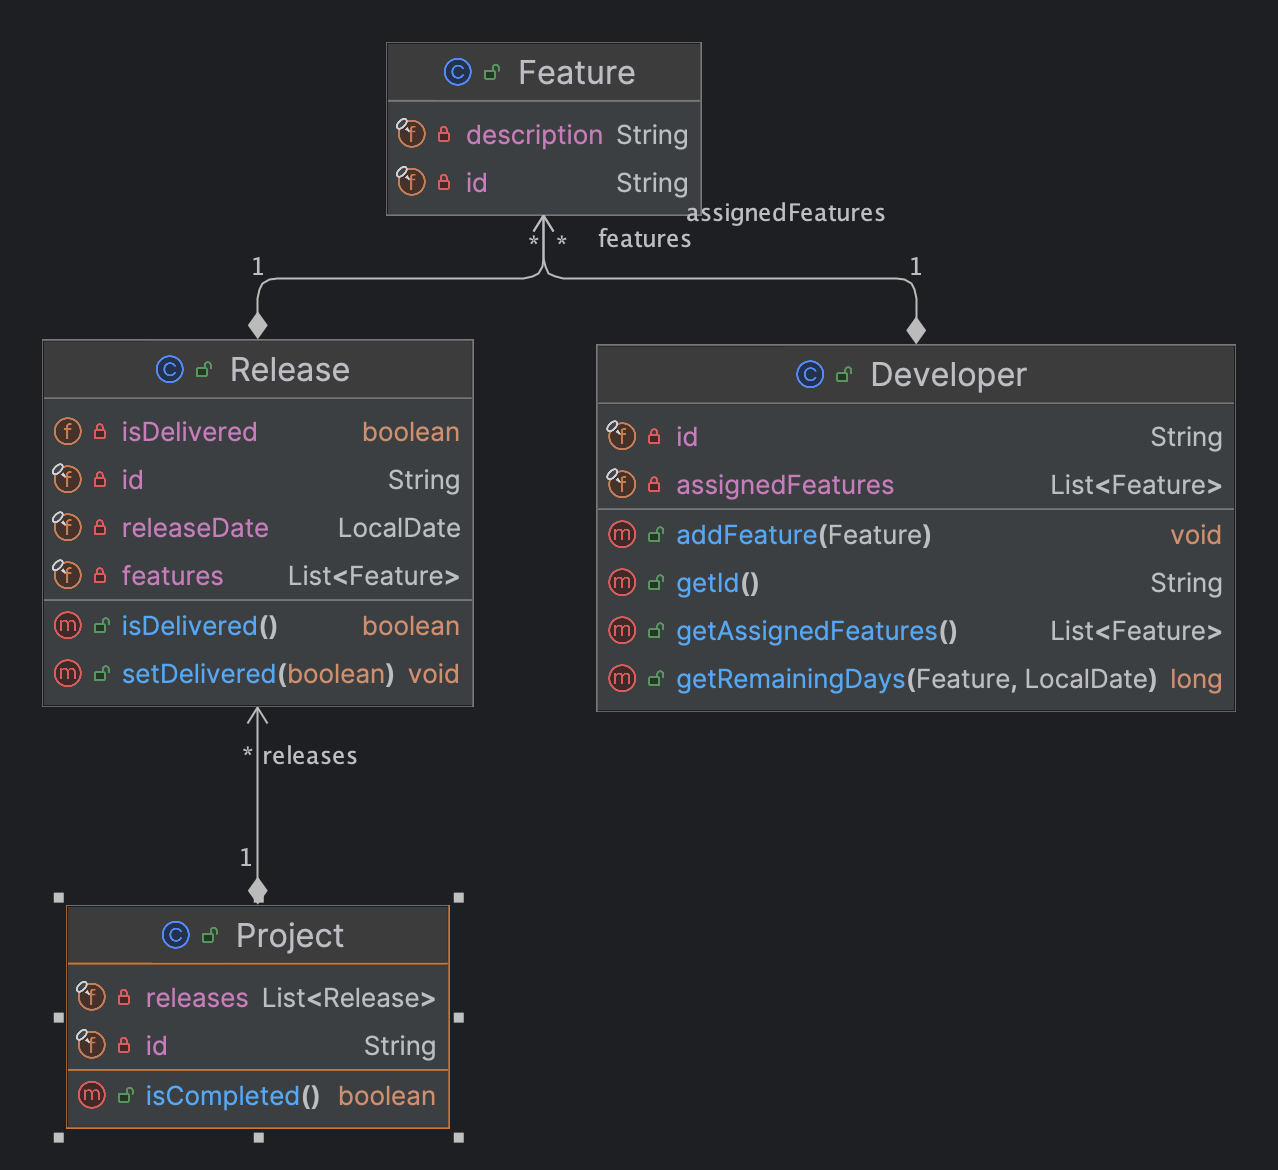 Feature
description String
id String
assignedFeatures
* * features
1 1
Release
isDelivered boolean
id String
releaseDate LocalDate
features List<Feature>
isDelivered() boolean
setDelivered(boolean) void
Developer
id String
assignedFeatures List<Feature>
addFeature(Feature) void
getId() String
getAssignedFeatures() List<Feature>
getRemainingDays(Feature, LocalDate) long
* releases
1
Project
releases List<Release>
id String
isCompleted() boolean